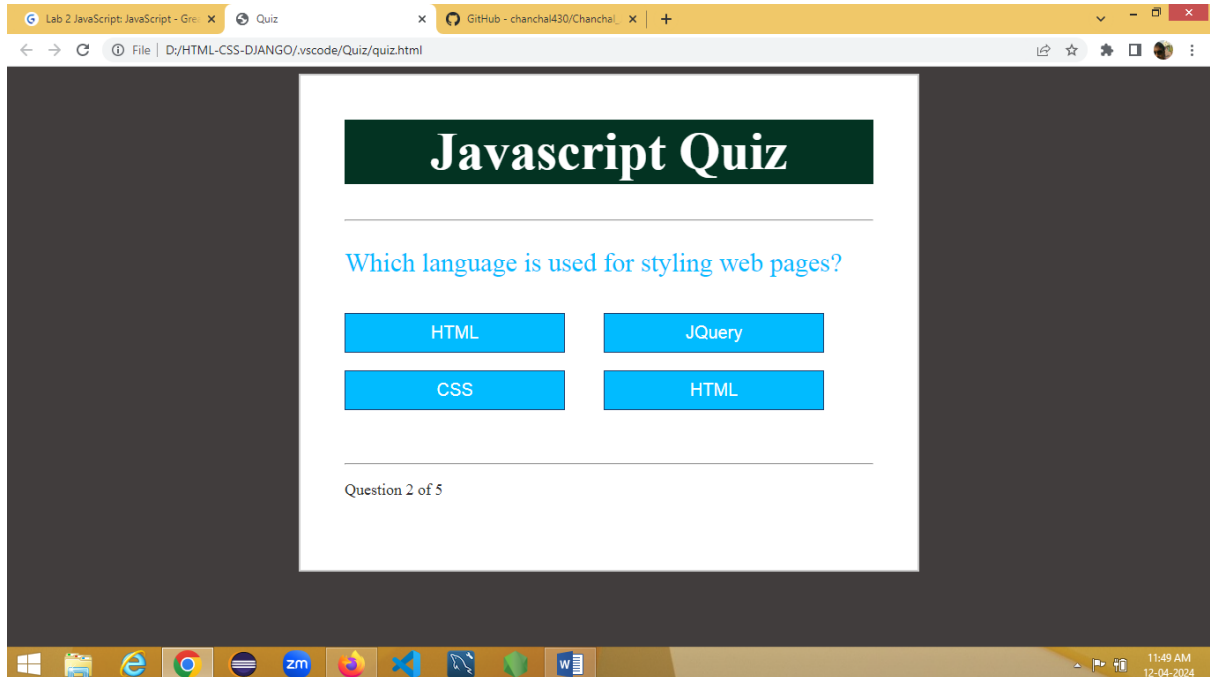 Lab 2 JavaScript: JavaScript - Gre
Quiz
GitHub - chanchal430/Chanchal_
File | D:/HTML-CSS-DJANGO/.vscode/Quiz/quiz.html
Javascript Quiz
Which language is used for styling web pages?
HTML
JQuery
CSS
HTML
Question 2 of 5
zm
11:49 AM
12-04-2024